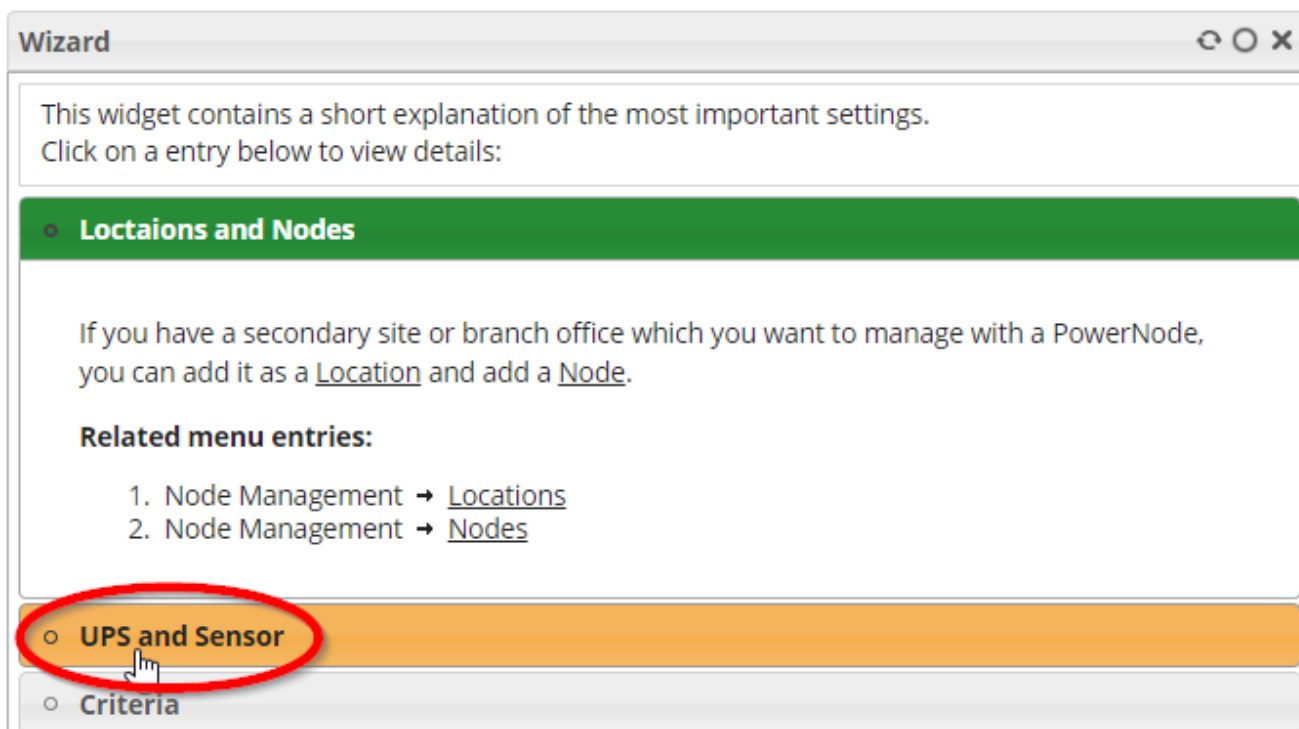 Wizard
This widget contains a short explanation of the most important settings.
Click on a entry below to view details:
Loctaions and Nodes
If you have a secondary site or branch office which you want to manage with a PowerNode,
you can add it as a Location and add a Node.
Related menu entries:
1. Node Management → Locations
2. Node Management → Nodes
UPS and Sensor
Criteria